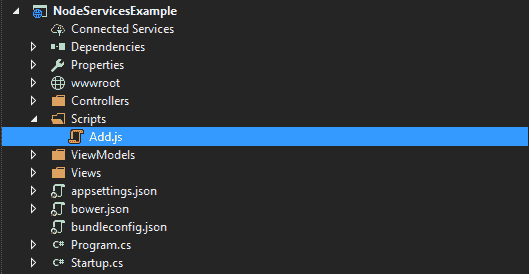 NodeServicesExample
Connected Services
Dependencies
Properties
wwwroot
Controllers
Scripts
Add.js
ViewModels
Views
appsettings.json
bower.json
bundleconfig.json
C# Program.cs
C# Startup.cs